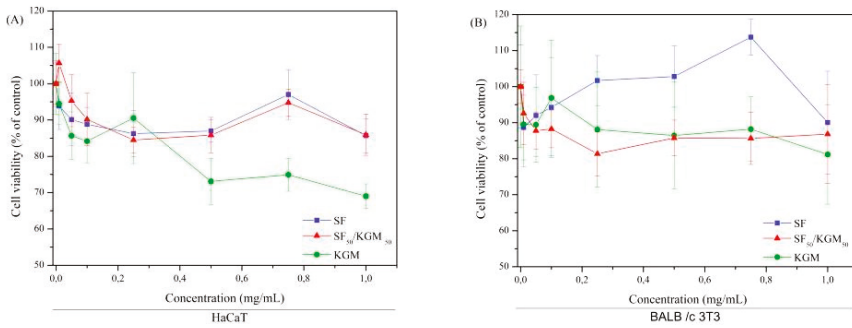 (A)
Cell viability (% of control)
120
110
100
90
80
70
60
50
SF
SF50/KGM 50
KGM
0,0 0,2 0,4 0,6 0,8 1,0
Concentration (mg/mL)
HaCaT
(B)
Cell viability (% of control)
120
110
100
90
80
70
60
50
SF
SF50/KGM50
KGM
0,0 0,2 0,4 0,6 0,8 1,0
Concentration (mg/mL)
BALB /c 3T3